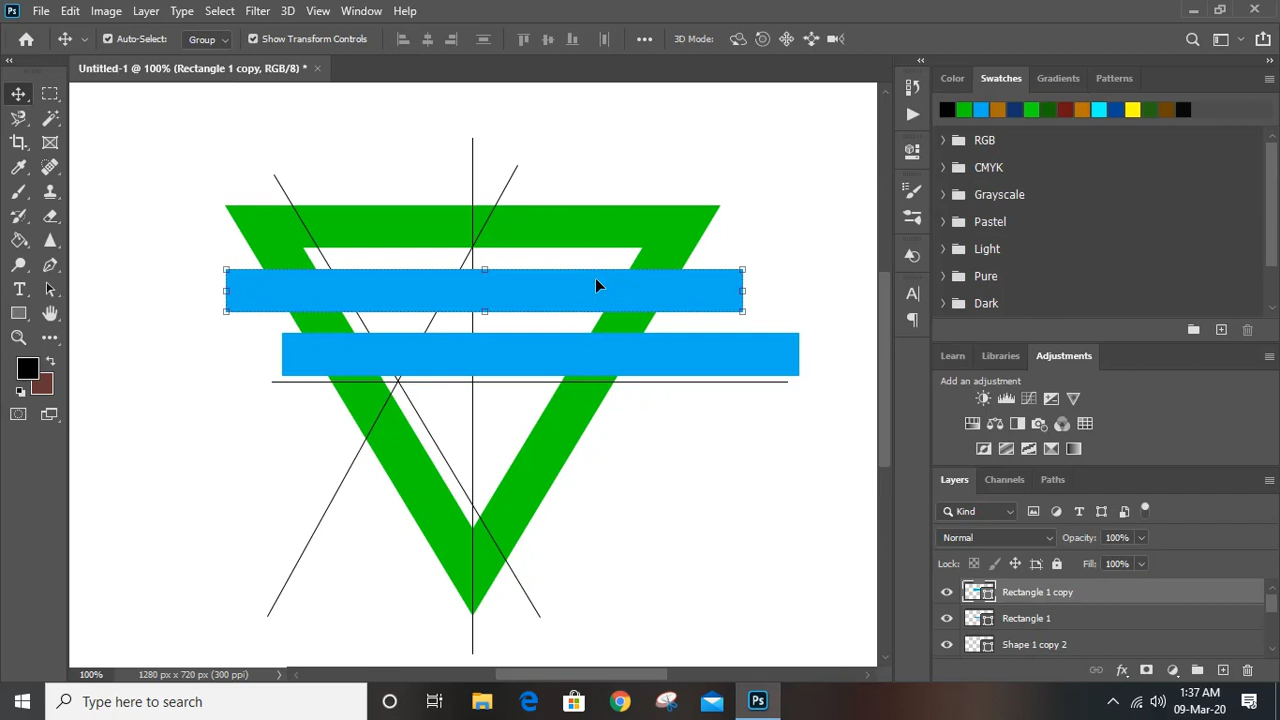 Ps File Edit Image Layer Type Select Filter 3D View Window Help
Auto-Select: Group Show Transform Controls 3D Mode:
Untitled-1 @ 100% (Rectangle 1 copy, RGB/8) *
Color Swatches Gradients Patterns
RGB
CMYK
Grayscale
Pastel
Light
Pure
Dark
Learn Libraries Adjustments
Add an adjustment
Layers Channels Paths
Kind
Normal Opacity: 100%
Lock: Fill: 100%
Rectangle 1 copy
Rectangle 1
Shape 1 copy 2
100% 1280 px x 720 px (300 ppi)
Type here to search
Ps
1:37 AM
09-Mar-20